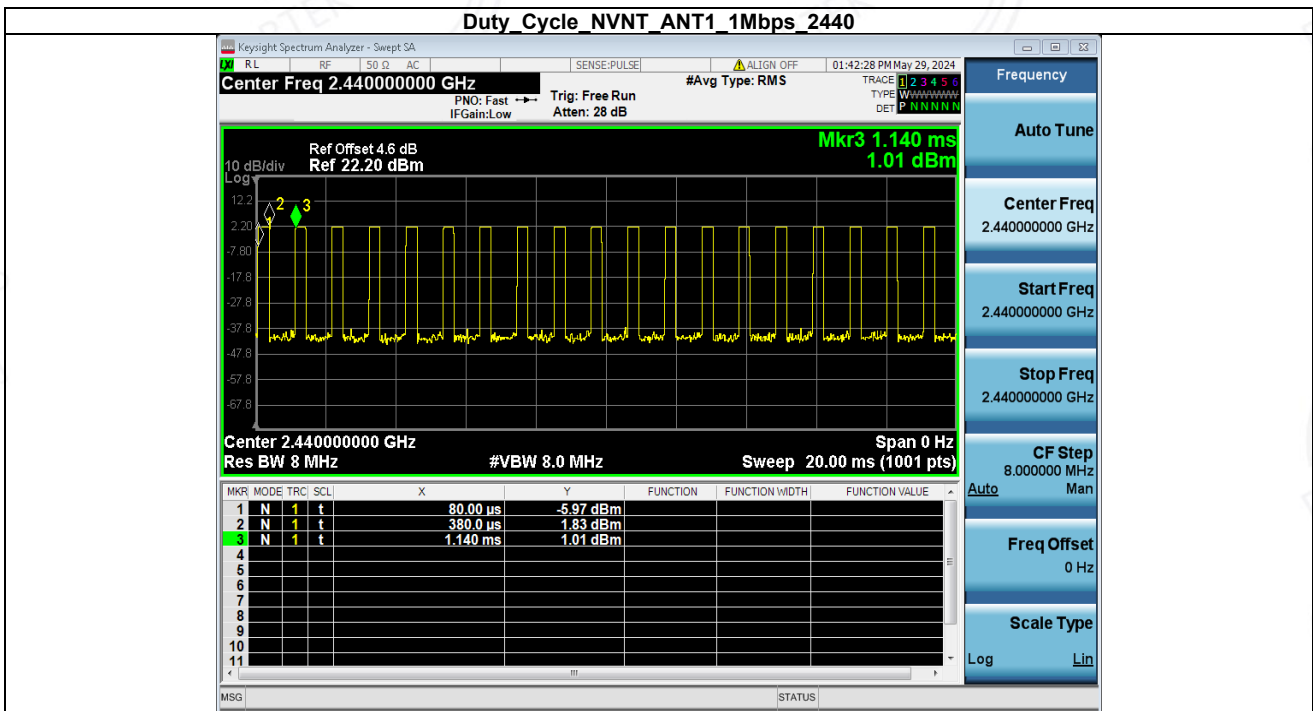 Duty_Cycle_NVNT_ANT1_1Mbps_2440
Keysight Spectrum Analyzer - Swept SA
LXI RL RF 50 Ω AC SENSE:PULSE ALIGN OFF 01:42:28 PM May 29, 2024
Center Freq 2.440000000 GHz
PNO: Fast
IFGain:Low
Trig: Free Run
Atten: 28 dB
#Avg Type: RMS
TRACE 1 2 3 4 5 6
TYPE WWWWWW
DET P N N N N N
Frequency
Auto Tune
Center Freq
2.440000000 GHz
Start Freq
2.440000000 GHz
Stop Freq
2.440000000 GHz
CF Step
8.000000 MHz
Auto Man
Freq Offset
0 Hz
Scale Type
Log Lin
Mkr3 1.140 ms
1.01 dBm
Ref Offset 4.6 dB
10 dB/div Ref 22.20 dBm
Log
12.2
2.20
-7.80
-17.8
-27.8
-37.8
-47.8
-57.8
-67.8
1
2
3
Center 2.440000000 GHz Span 0 Hz
Res BW 8 MHz #VBW 8.0 MHz Sweep 20.00 ms (1001 pts)
MKR MODE TRC SCL X Y FUNCTION FUNCTION WIDTH FUNCTION VALUE
1 N 1 t 80.00 µs -5.97 dBm
2 N 1 t 380.0 µs 1.83 dBm
3 N 1 t 1.140 ms 1.01 dBm
4
5
6
7
8
9
10
11
MSG STATUS